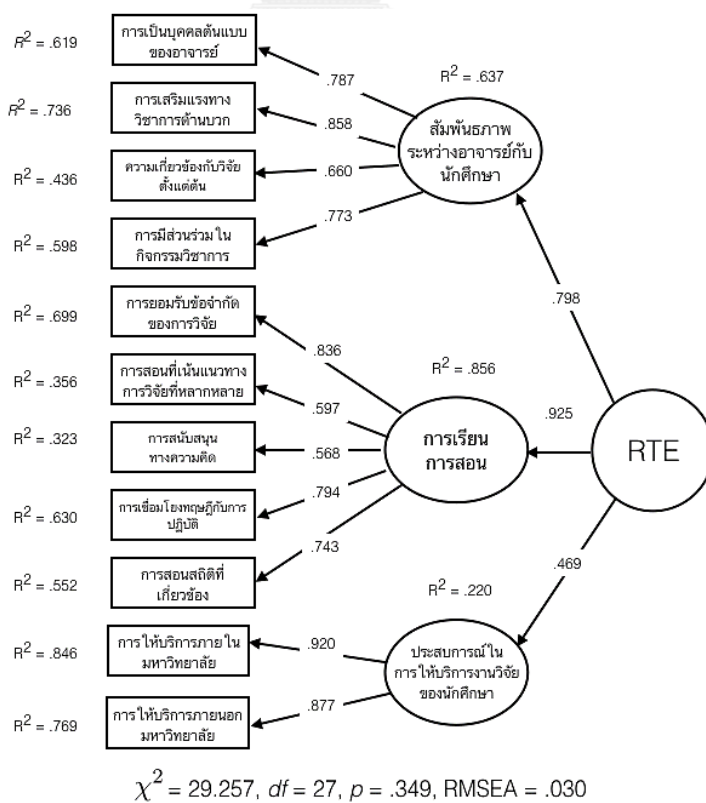 R² = .619
การเป็นบุคคลต้นแบบ
ของอาจารย์
.787
R² = .637
R² = .736
การเสริมแรงทาง
วิชาการด้านบวก
.858
สัมพันธภาพ
ระหว่างอาจารย์กับ
นักศึกษา
R² = .436
ความเกี่ยวข้องกับวิจัย
ตั้งแต่ต้น
.660
R² = .598
การมีส่วนร่วมใน
กิจกรรมวิชาการ
.773
.798
R² = .699
การยอมรับข้อจำกัด
ของการวิจัย
.836
R² = .856
R² = .356
การสอนที่เน้นแนวทาง
การวิจัยที่หลากหลาย
.597
.925
R² = .323
การสนับสนุน
ทางความคิด
.568
การเรียน
การสอน
RTE
R² = .630
การเชื่อมโยงทฤษฎีกับการ
ปฏิบัติ
.794
R² = .552
การสอนสถิติที่
เกี่ยวข้อง
.743
.469
R² = .220
R² = .846
การให้บริการภายใน
มหาวิทยาลัย
.920
ประสบการณ์ใน
การให้บริการงานวิจัย
ของนักศึกษา
R² = .769
การให้บริการภายนอก
มหาวิทยาลัย
.877
χ² = 29.257, df = 27, p = .349, RMSEA = .030